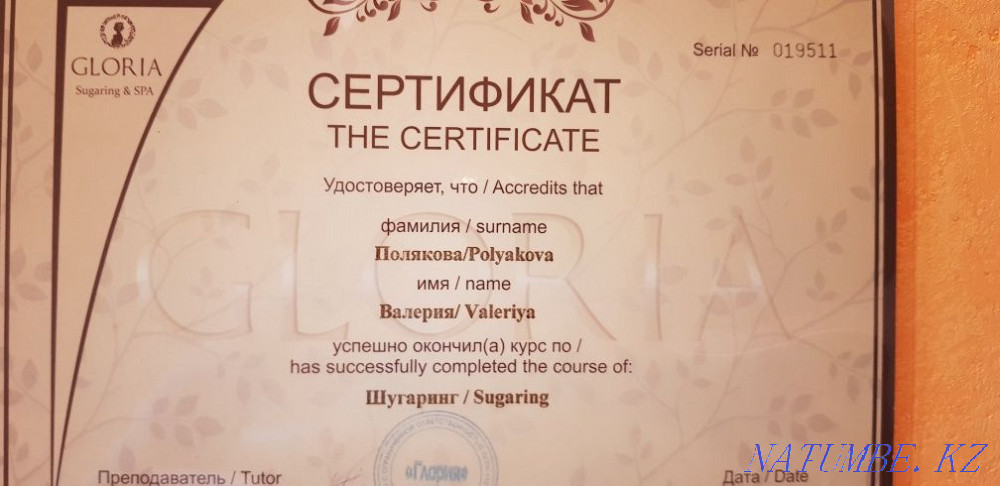 GLORIA
Sugaring & SPA
Serial № 019511
СЕРТИФИКАТ
THE CERTIFICATE
Удостоверяет, что / Accredits that
фамилия / surname
Полякова/Polyakova
имя / name
Валерия/ Valeriya
успешно окончил(а) курс по /
has successfully completed the course of:
Шугаринг / Sugaring
GLORIA
«Глория»
Преподаватель / Tutor
Дата / Date
NATUMBE.KZ